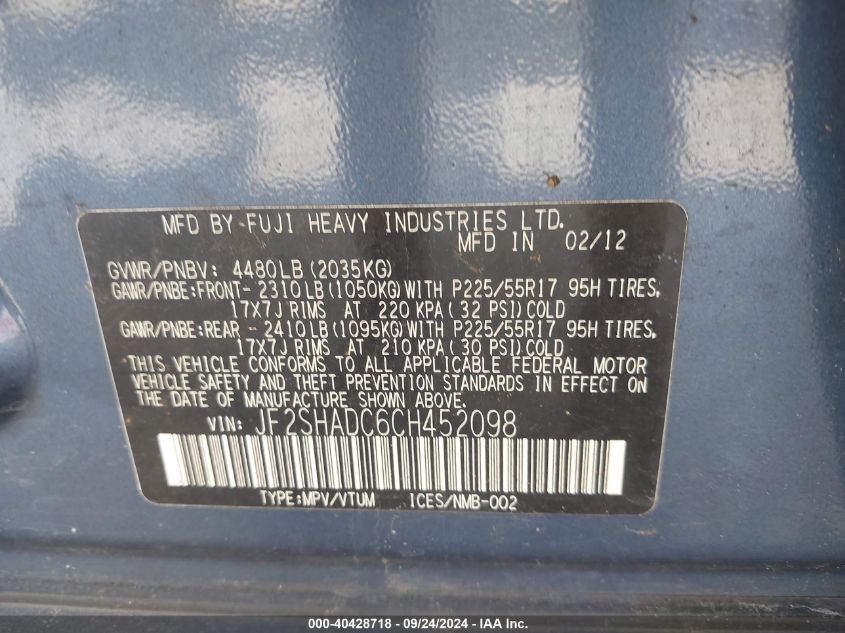 MFD BY FUJI HEAVY INDUSTRIES LTD.
MFD IN 02/12
GVWR/PNBV: 4480LB (2035KG)
GAWR/PNBE:FRONT- 2310LB (1050KG) WITH P225/55R17 95H TIRES,
17X7J RIMS AT 220 KPA (32 PSI) COLD
GAWR/PNBE:REAR - 2410LB (1095KG) WITH P225/55R17 95H TIRES,
17X7J RIMS AT 210 KPA (30 PSI) COLD
THIS VEHICLE CONFORMS TO ALL APPLICABLE FEDERAL MOTOR
VEHICLE SAFETY AND THEFT PREVENTION STANDARDS IN EFFECT ON
THE DATE OF MANUFACTURE SHOWN ABOVE.
VIN: JF2SHADC6CH452098
TYPE:MPV/VTUM ICES/NMB-002
000-40428718 - 09/24/2024 - IAA Inc.